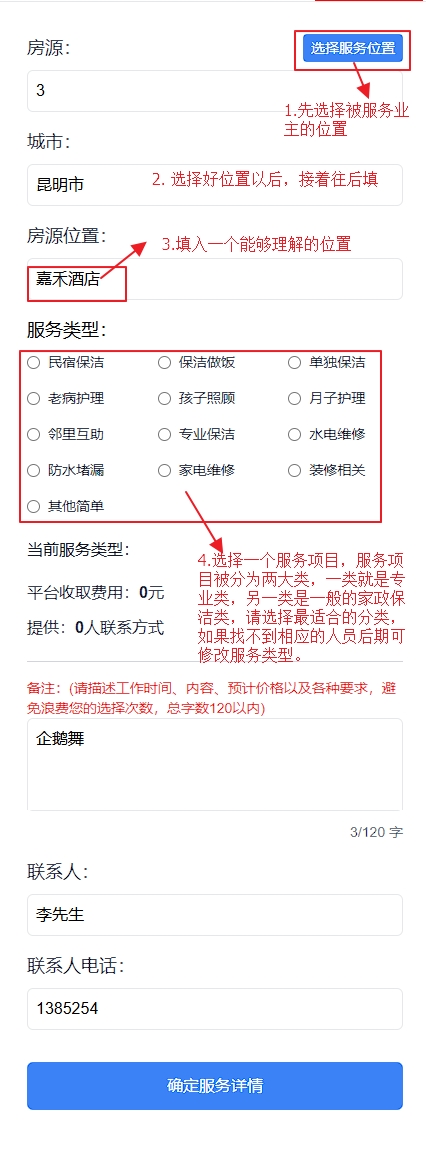 房源：
选择服务位置
3
1.先选择被服务业
主的位置
城市：
昆明市
2. 选择好位置以后，接着往后填
房源位置：
3.填入一个能够理解的位置
嘉禾酒店
服务类型：
民宿保洁
保洁做饭
单独保洁
老病护理
孩子照顾
月子护理
邻里互助
专业保洁
水电维修
防水堵漏
家电维修
装修相关
其他简单
当前服务类型：
平台收取费用：0元
提供：0人联系方式
4.选择一个服务项目，服务项
目被分为两大类，一类就是专
业类，另一类是一般的家政保
洁类，请选择最适合的分类，
如果找不到相应的人员后期可
修改服务类型。
备注：(请描述工作时间、内容、预计价格以及各种要求，避
免浪费您的选择次数，总字数120以内)
企鹅舞
3/120 字
联系人：
李先生
联系人电话：
1385254
确定服务详情